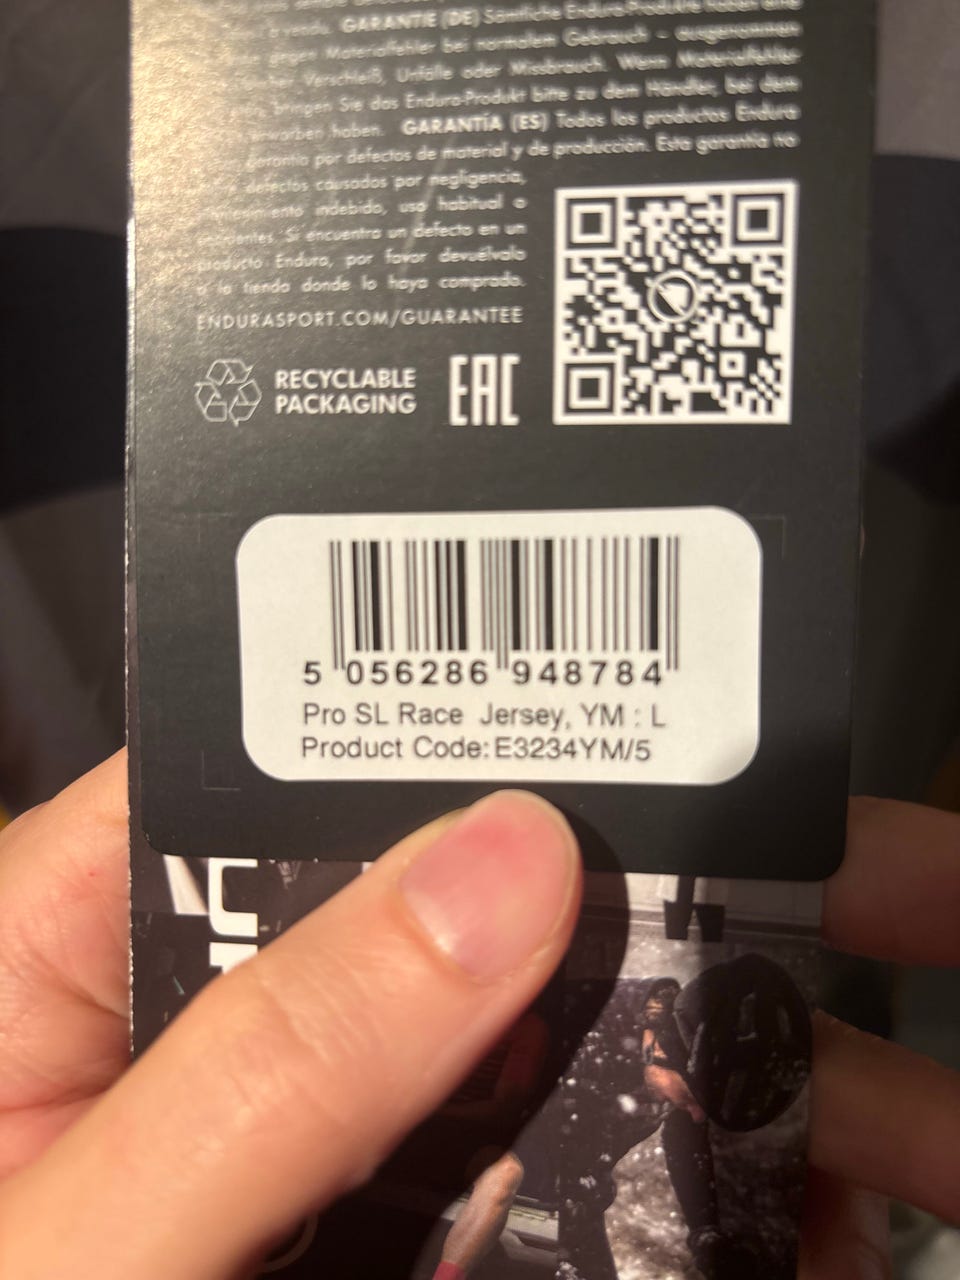 a venda. GARANTIE (DE) Sämtliche Endura-Produkte haben eine
gegen Materialfehler bei normalem Gebrauch – ausgenommen
Verschleiß, Unfälle oder Missbrauch. Wenn Materialfehler
bringen Sie das Endura-Produkt bitte zu dem Händler, bei dem
erworben haben. GARANTÍA (ES) Todos los productos Endura
garantía por defectos de material y de producción. Esta garantía no
defectos causados por negligencia,
indebido, uso habitual o
Si encuentra un defecto en un
producto Endura, por favor devuélvalo
a la tienda donde lo haya comprado.
ENDURASPORT.COM/GUARANTEE
RECYCLABLE
PACKAGING
EAC
5 056286 948784
Pro SL Race Jersey, YM : L
Product Code:E3234YM/5